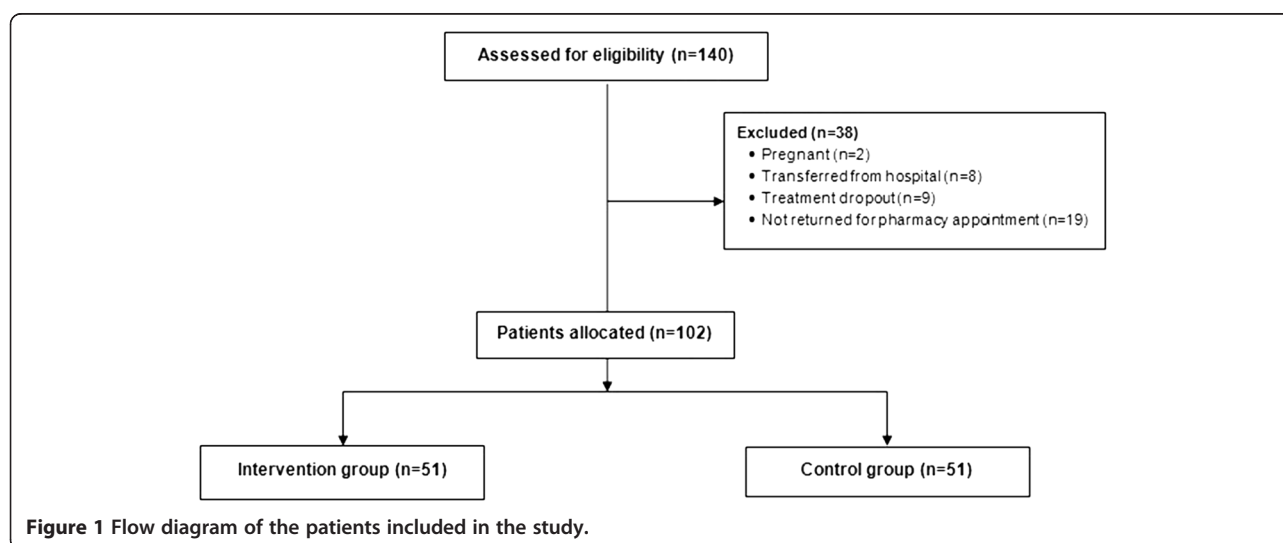 Assessed for eligibility (n=140)
Excluded (n=38)
• Pregnant (n=2)
• Transferred from hospital (n=8)
• Treatment dropout (n=9)
• Not returned for pharmacy appointment (n=19)
Patients allocated (n=102)
Intervention group (n=51)
Control group (n=51)
Figure 1 Flow diagram of the patients included in the study.